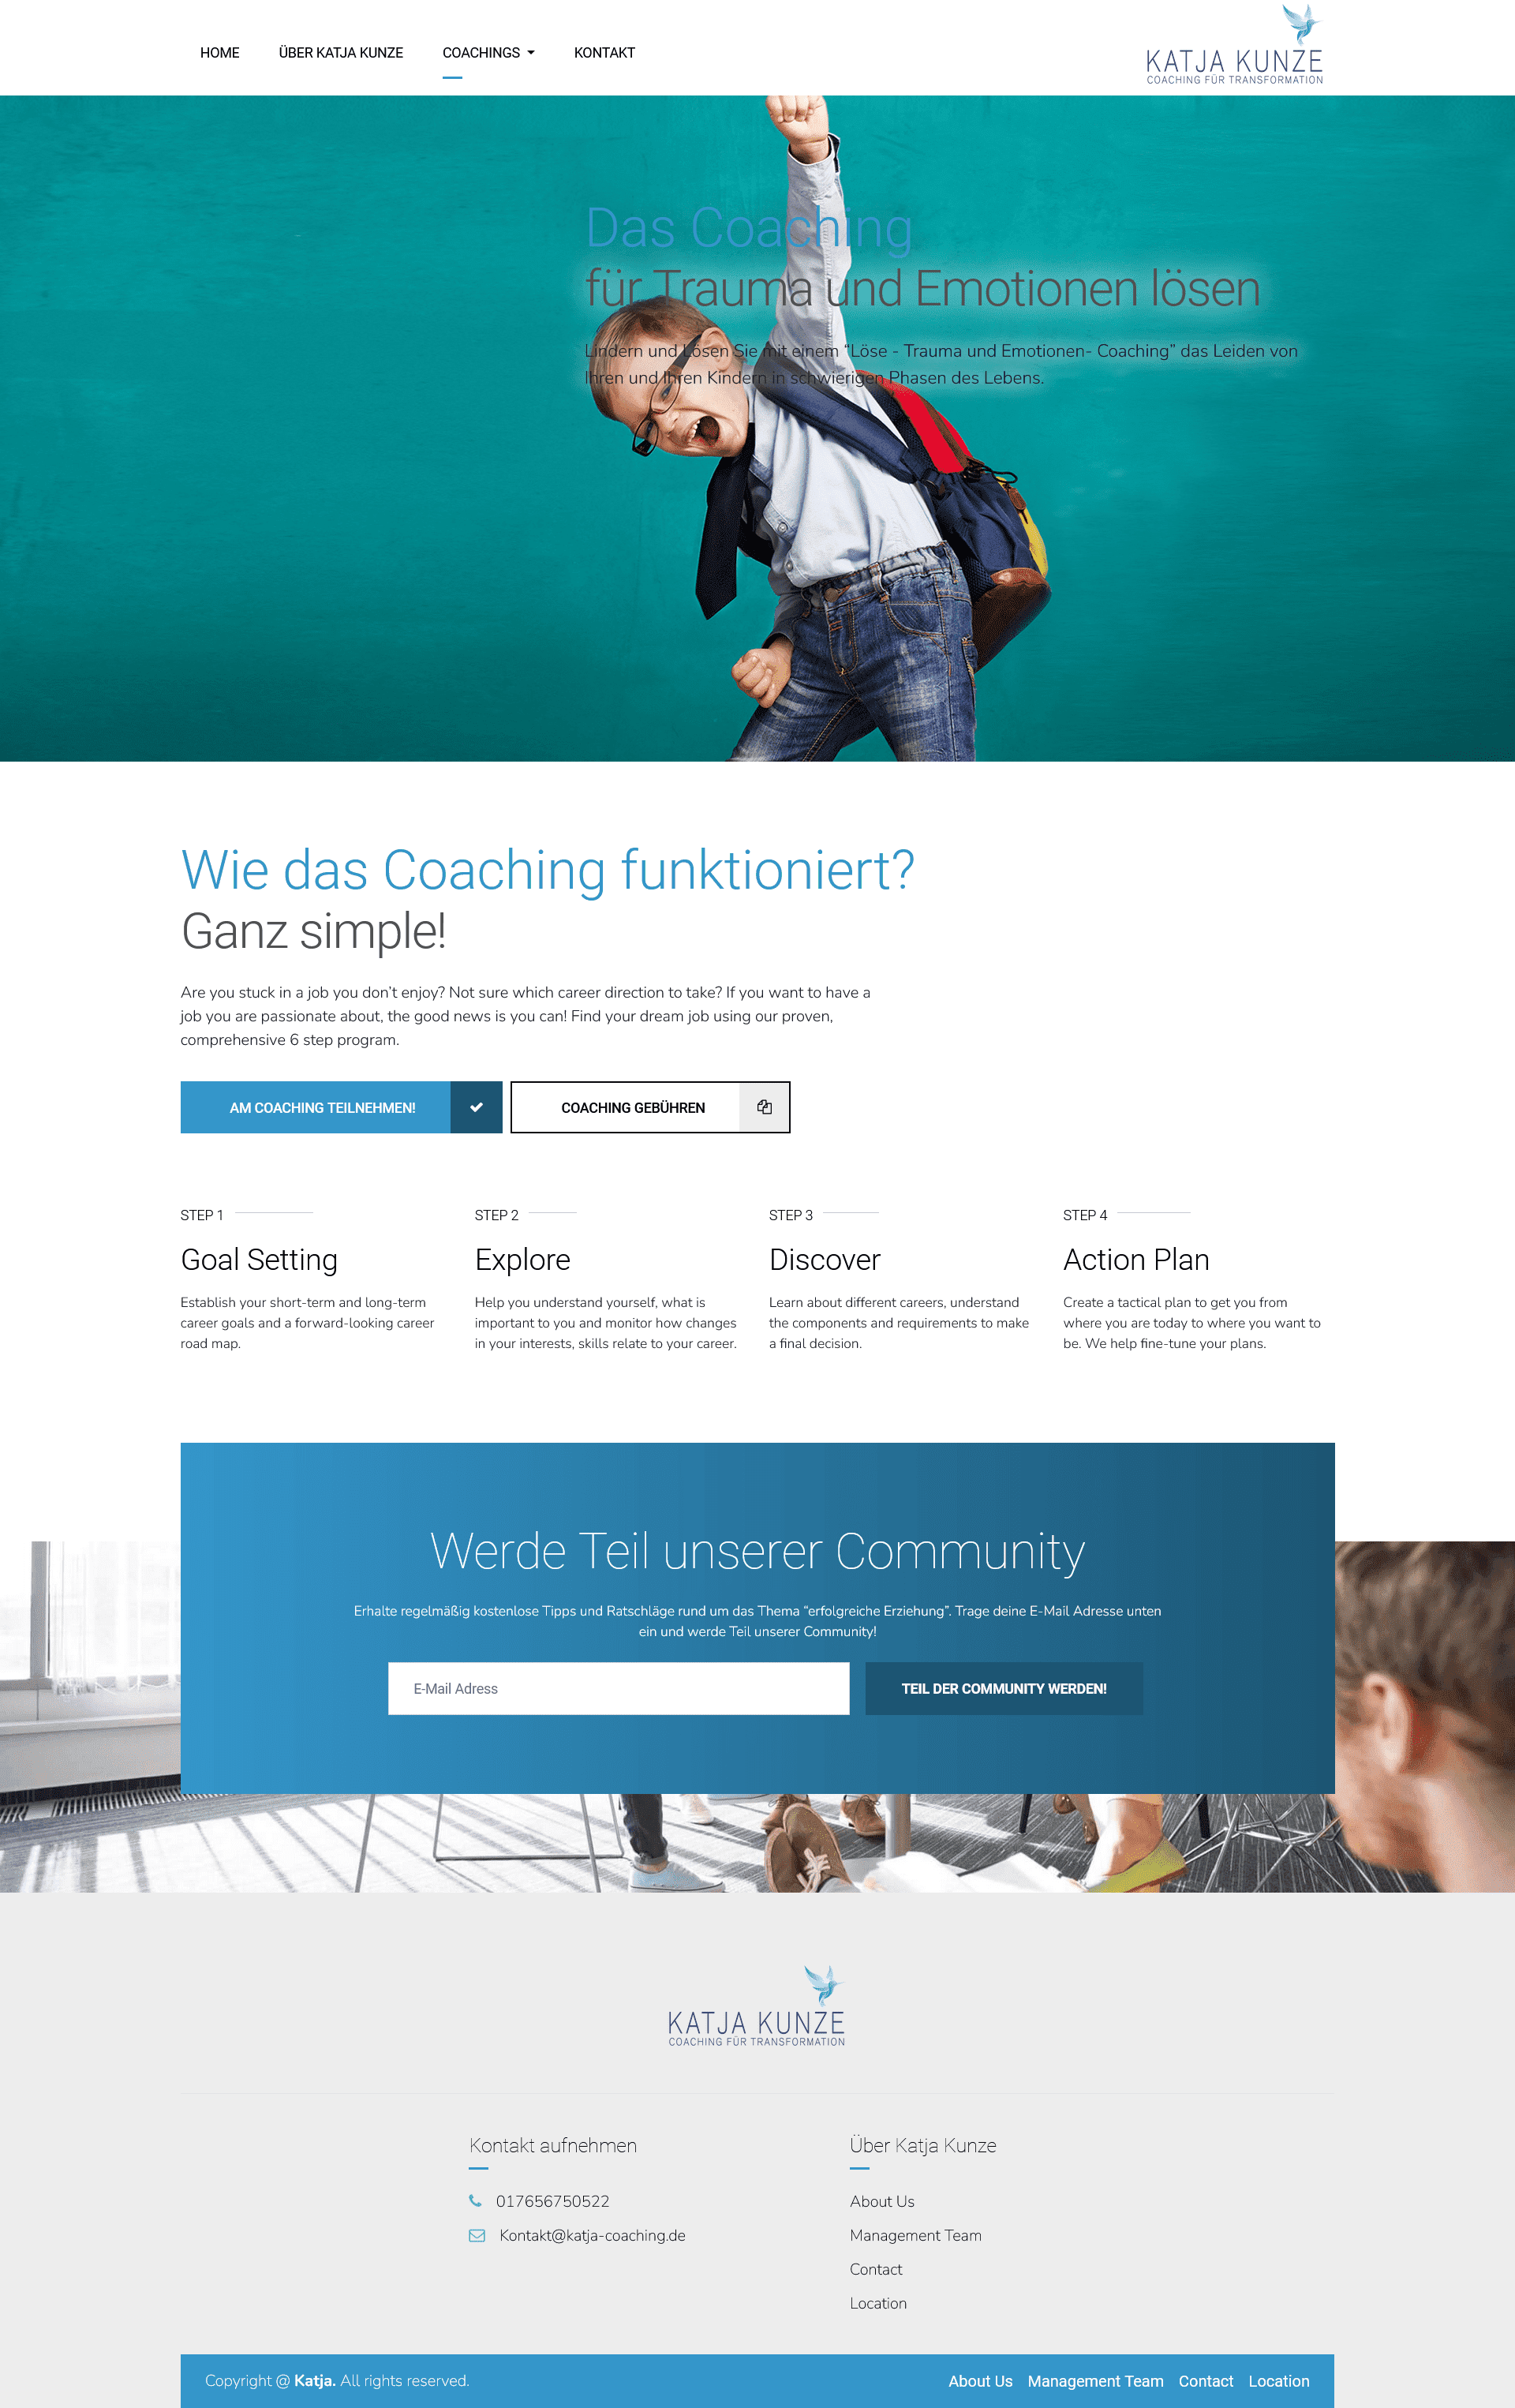 HOME ÜBER KATJA KUNZE COACHINGS KONTAKT
KATJA KUNZE
COACHING FÜR TRANSFORMATION
Das Coaching
für Trauma und Emotionen lösen
Lindern und Lösen Sie mit einem “Löse - Trauma und Emotionen- Coaching” das Leiden von
Ihren und Ihren Kindern in schwierigen Phasen des Lebens.
Wie das Coaching funktioniert?
Ganz simple!
Are you stuck in a job you don’t enjoy? Not sure which career direction to take? If you want to have a
job you are passionate about, the good news is you can! Find your dream job using our proven,
comprehensive 6 step program.
AM COACHING TEILNEHMEN!
COACHING GEBÜHREN
STEP 1
Goal Setting
Establish your short-term and long-term
career goals and a forward-looking career
road map.
STEP 2
Explore
Help you understand yourself, what is
important to you and monitor how changes
in your interests, skills relate to your career.
STEP 3
Discover
Learn about different careers, understand
the components and requirements to make
a final decision.
STEP 4
Action Plan
Create a tactical plan to get you from
where you are today to where you want to
be. We help fine-tune your plans.
Werde Teil unserer Community
Erhalte regelmäßig kostenlose Tipps und Ratschläge rund um das Thema “erfolgreiche Erziehung”. Trage deine E-Mail Adresse unten
ein und werde Teil unserer Community!
E-Mail Adress
TEIL DER COMMUNITY WERDEN!
KATJA KUNZE
COACHING FÜR TRANSFORMATION
Kontakt aufnehmen
017656750522
Kontakt@katja-coaching.de
Über Katja Kunze
About Us
Management Team
Contact
Location
Copyright @ Katja. All rights reserved.
About Us Management Team Contact Location